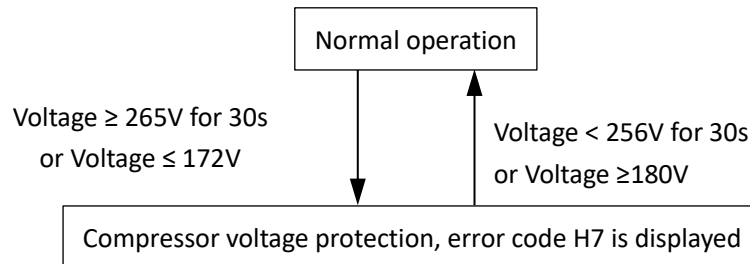 Normal operation
Voltage ≥ 265V for 30s
or Voltage ≤ 172V
Voltage < 256V for 30s
or Voltage ≥180V
Compressor voltage protection, error code H7 is displayed